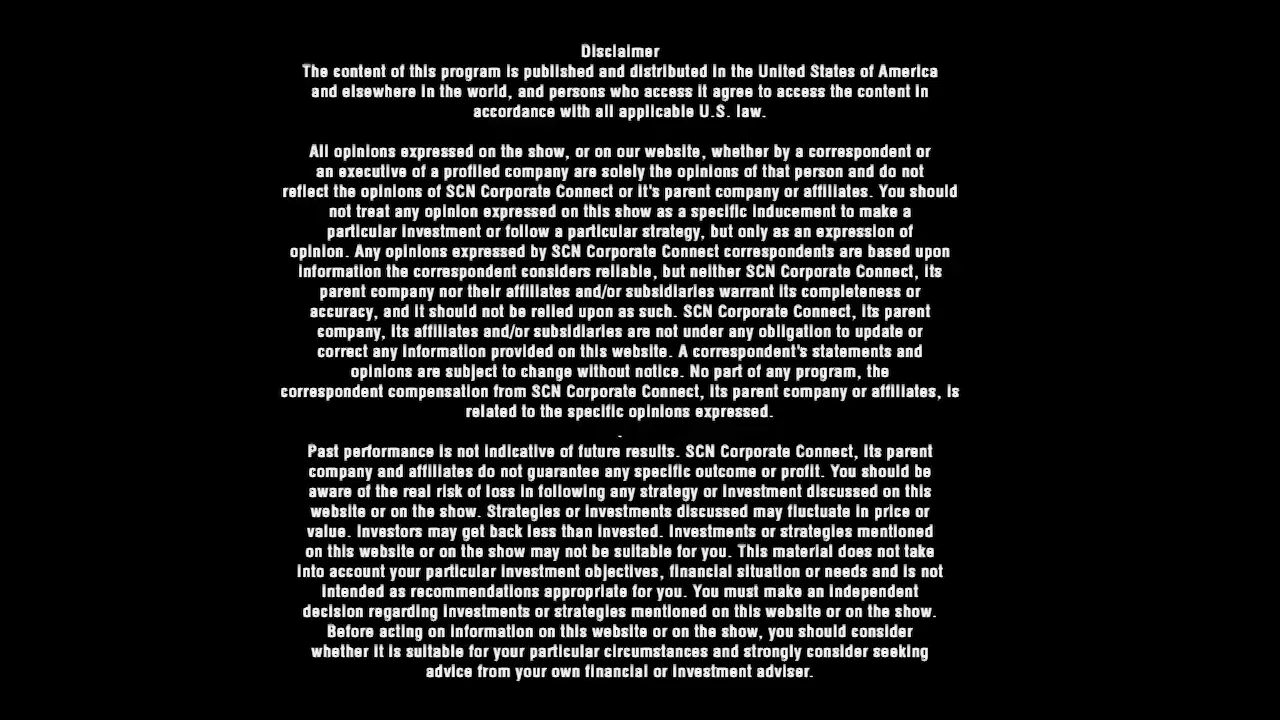 Disclaimer
The content of this program is published and distributed in the United States of America
and elsewhere in the world, and persons who access it agree to access the content in
accordance with all applicable U.S. law.
All opinions expressed on the show, or on our website, whether by a correspondent or
an executive of a profiled company are solely the opinions of that person and do not
reflect the opinions of SCN Corporate Connect or it's parent company or affiliates. You should
not treat any opinion expressed on this show as a specific inducement to make a
particular investment or follow a particular strategy, but only as an expression of
opinion. Any opinions expressed by SCN Corporate Connect correspondents are based upon
information the correspondent considers reliable, but neither SCN Corporate Connect, its
parent company nor their affiliates and/or subsidiaries warrant its completeness or
accuracy, and it should not be relied upon as such. SCN Corporate Connect, its parent
company, its affiliates and/or subsidiaries are not under any obligation to update or
correct any information provided on this website. A correspondent's statements and
opinions are subject to change without notice. No part of any program, the
correspondent compensation from SCN Corporate Connect, its parent company or affiliates, is
related to the specific opinions expressed.
.
Past performance is not indicative of future results. SCN Corporate Connect, its parent
company and affiliates do not guarantee any specific outcome or profit. You should be
aware of the real risk of loss in following any strategy or investment discussed on this
website or on the show. Strategies or investments discussed may fluctuate in price or
value. Investors may get back less than invested. Investments or strategies mentioned
on this website or on the show may not be suitable for you. This material does not take
into account your particular investment objectives, financial situation or needs and is not
intended as recommendations appropriate for you. You must make an independent
decision regarding investments or strategies mentioned on this website or on the show.
Before acting on information on this website or on the show, you should consider
whether it is suitable for your particular circumstances and strongly consider seeking
advice from your own financial or investment adviser.